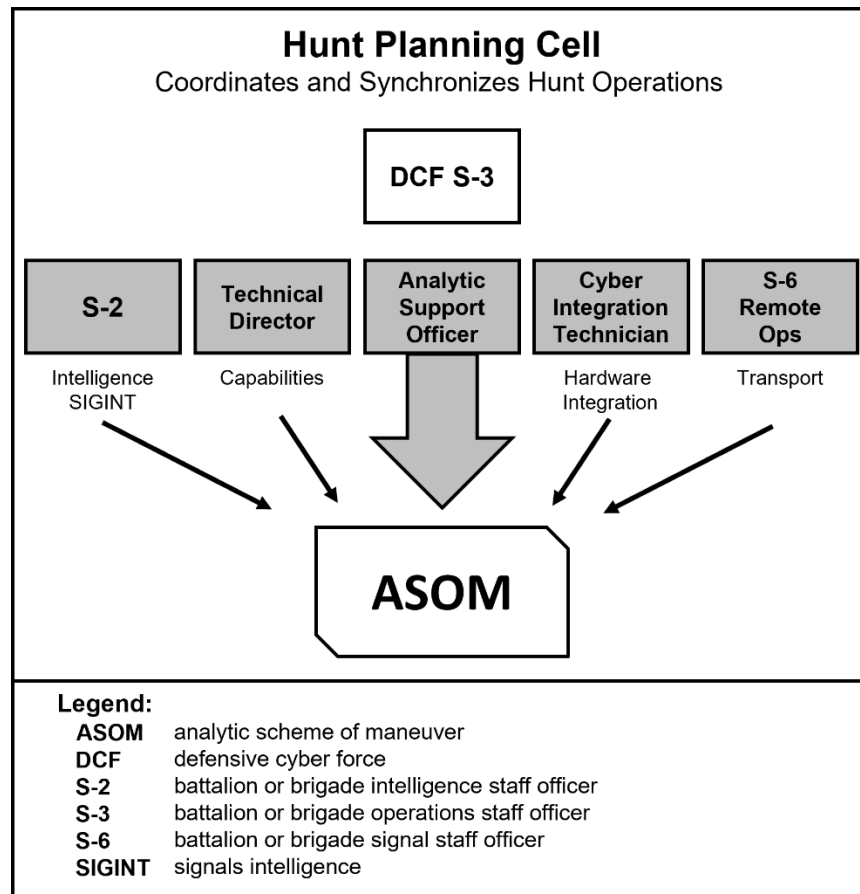 Hunt Planning Cell
Coordinates and Synchronizes Hunt Operations
DCF S-3
S-2
Technical
Director
Analytic
Support
Officer
Cyber
Integration
Technician
S-6
Remote
Ops
Intelligence
SIGINT
Capabilities
Hardware
Integration
Transport
ASOM
Legend:
ASOM analytic scheme of maneuver
DCF defensive cyber force
S-2 battalion or brigade intelligence staff officer
S-3 battalion or brigade operations staff officer
S-6 battalion or brigade signal staff officer
SIGINT signals intelligence